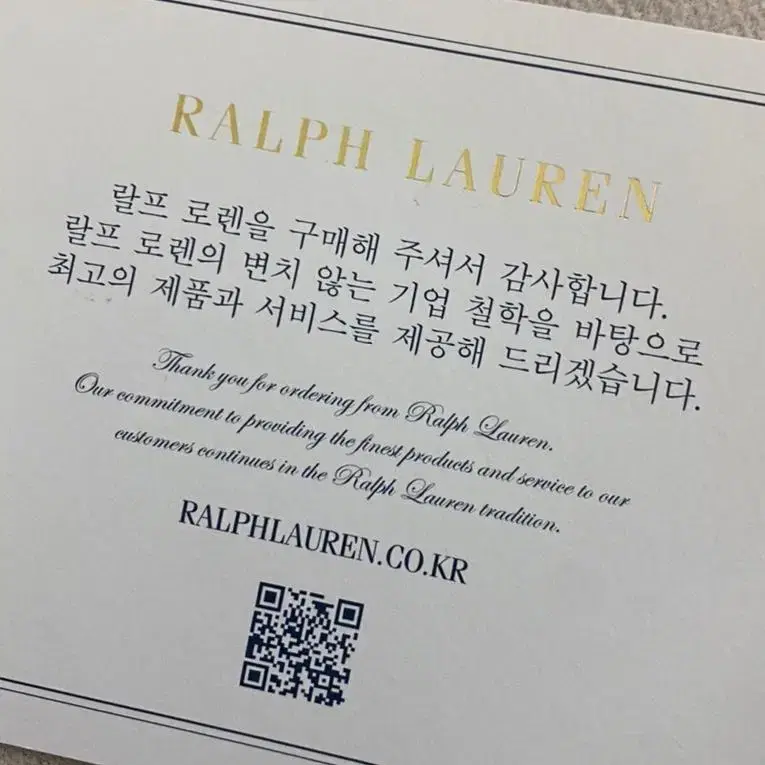 RALPH LAUREN
랄프 로렌을 구매해 주셔서 감사합니다.
랄프 로렌의 변치 않는 기업 철학을 바탕으로
최고의 제품과 서비스를 제공해 드리겠습니다.
Thank you for ordering from Ralph Lauren.
Our commitment to providing the finest products and service to our
customers continues in the Ralph Lauren tradition.
RALPHLAUREN.CO.KR